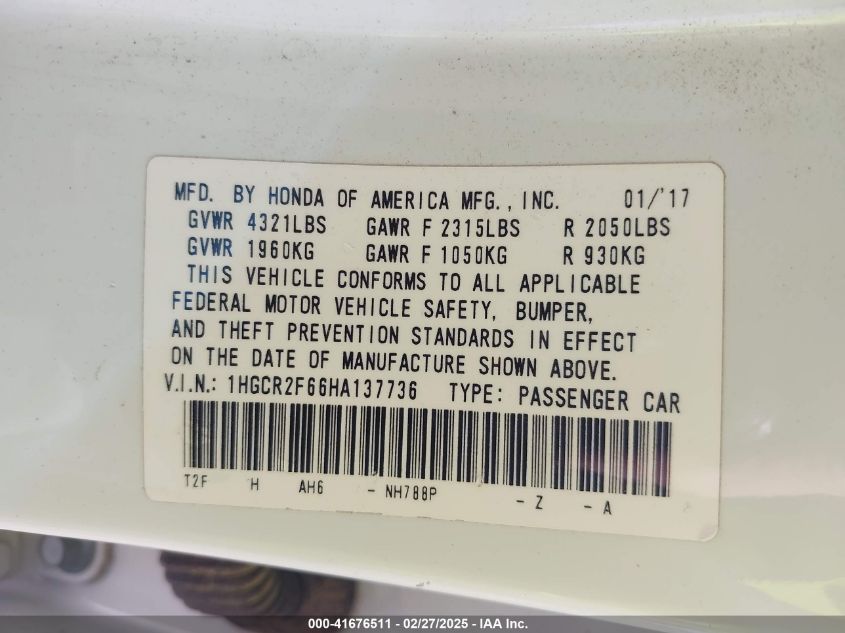 MFD. BY HONDA OF AMERICA MFG., INC. 01/'17
GVWR 4321LBS GAWR F 2315LBS R 2050LBS
GVWR 1960KG GAWR F 1050KG R 930KG
THIS VEHICLE CONFORMS TO ALL APPLICABLE
FEDERAL MOTOR VEHICLE SAFETY, BUMPER,
AND THEFT PREVENTION STANDARDS IN EFFECT
ON THE DATE OF MANUFACTURE SHOWN ABOVE.
V.I.N.: 1HGCR2F66HA137736 TYPE: PASSENGER CAR
T2F H AH6 - NH788P - Z - A
000-41676511 - 02/27/2025 - IAA Inc.